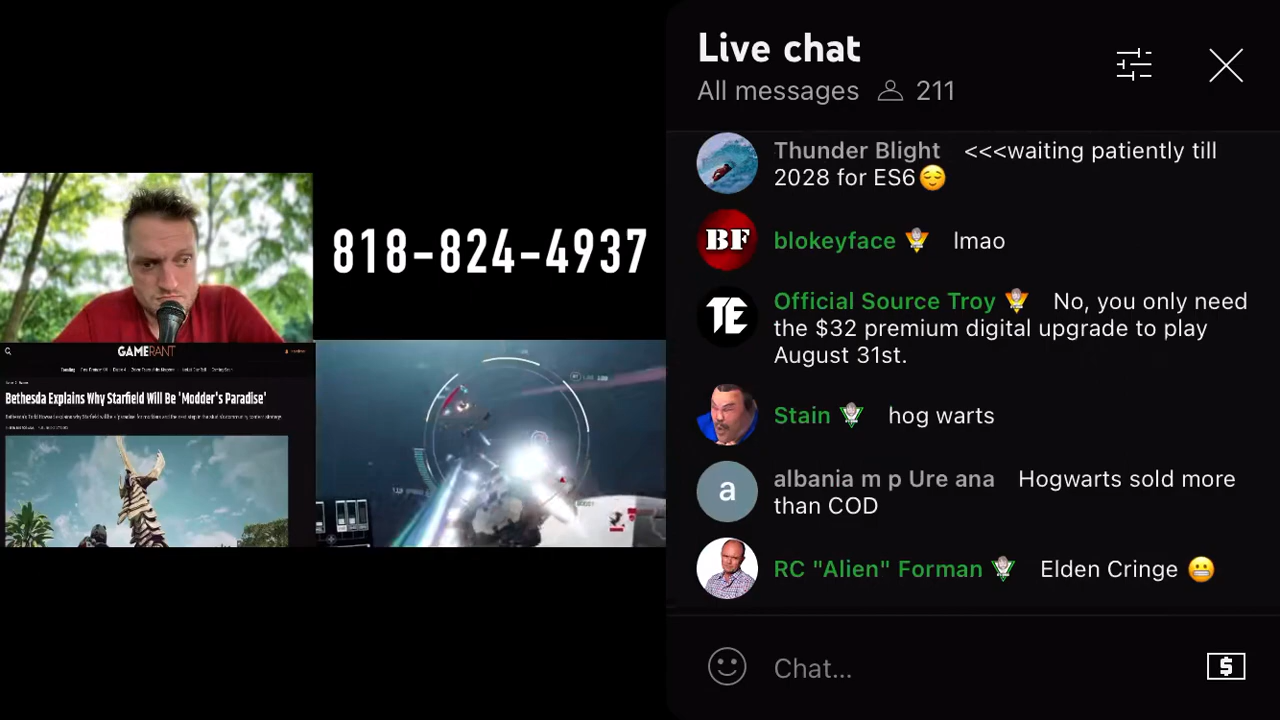 818-824-4937
GAMERANT
Bethesda Explains Why Starfield Will Be 'Modder's Paradise'
Live chat
All messages 211
Thunder Blight <<<waiting patiently till
2028 for ES6😌
BF
blokeyface lmao
TE
Official Source Troy No, you only need
the $32 premium digital upgrade to play
August 31st.
Stain hog warts
a
albania m p Ure ana Hogwarts sold more
than COD
RC "Alien" Forman Elden Cringe 😬
Chat...
$